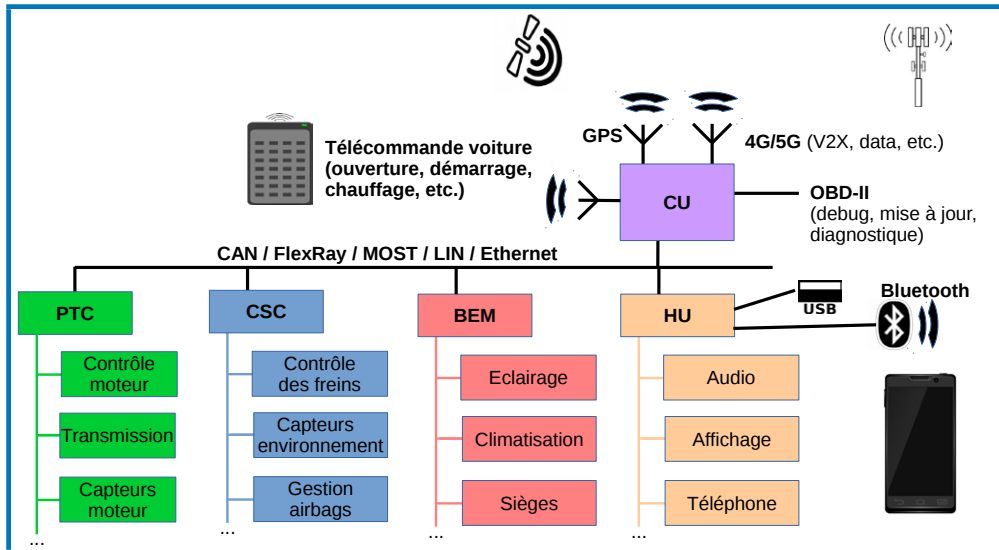 GPS
4G/5G (V2X, data, etc.)
Télécommande voiture
(ouverture, démarrage,
chauffage, etc.)
CU
OBD-II
(debug, mise à jour,
diagnostique)
CAN / FlexRay / MOST / LIN / Ethernet
PTC
CSC
BEM
HU
USB
Bluetooth
Contrôle
moteur
Transmission
Capteurs
moteur
...
Contrôle
des freins
Capteurs
environnement
Gestion
airbags
...
Eclairage
Climatisation
Sièges
...
Audio
Affichage
Téléphone
...